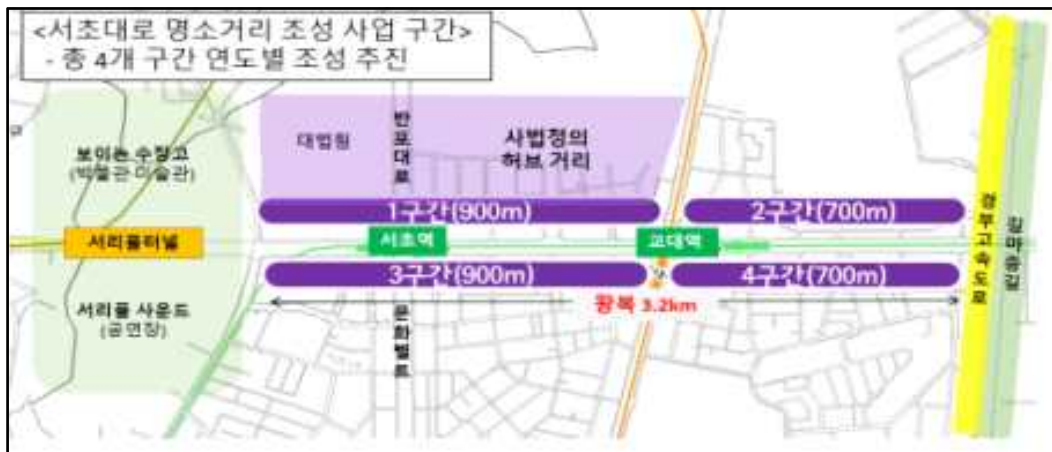 <서초대로 명소거리 조성 사업 구간>
- 총 4개 구간 연도별 조성 추진
보이는 수장고
(박물관·미술관)
대법원
반포대로
사법정의
허브 거리
1구간(900m)
2구간(700m)
서리풀터널
서초역
교대역
3구간(900m)
4구간(700m)
왕복 3.2km
서리풀 사운드
(공연장)
문화벨트
경부고속도로
길마중길